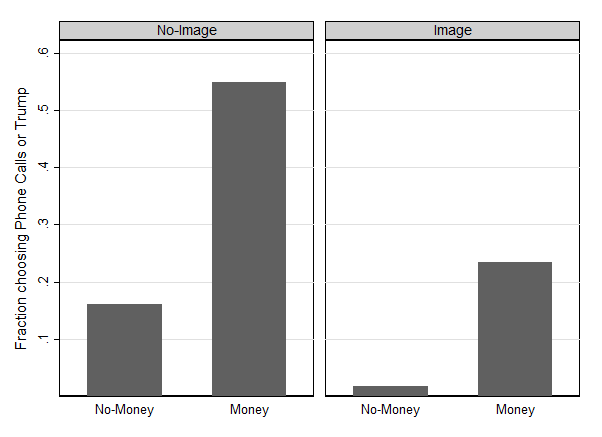 No-Image
Image
Fraction choosing Phone Calls or Trump
.6
.5
.4
.3
.2
.1
No-Money
Money
No-Money
Money